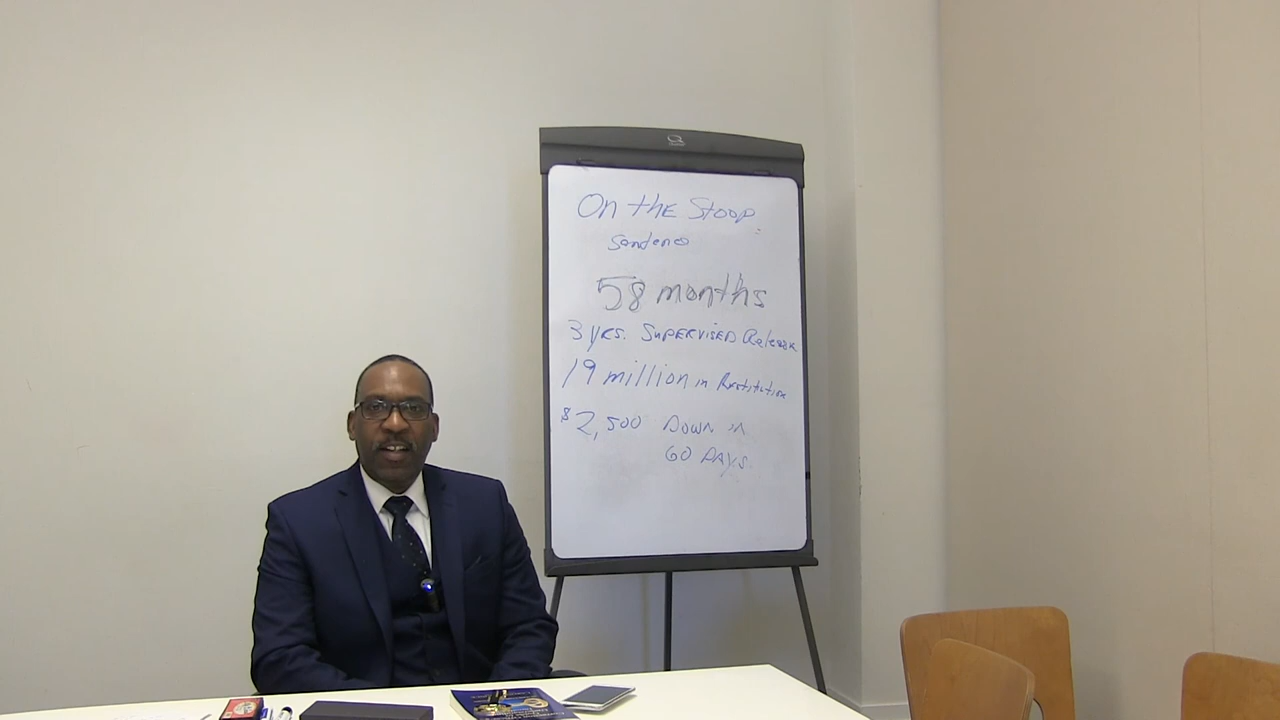 On the Stoop
Sentence
58 months
3 yrs. Supervised Release
19 million in Restitution
$2,500 Down in
60 Days